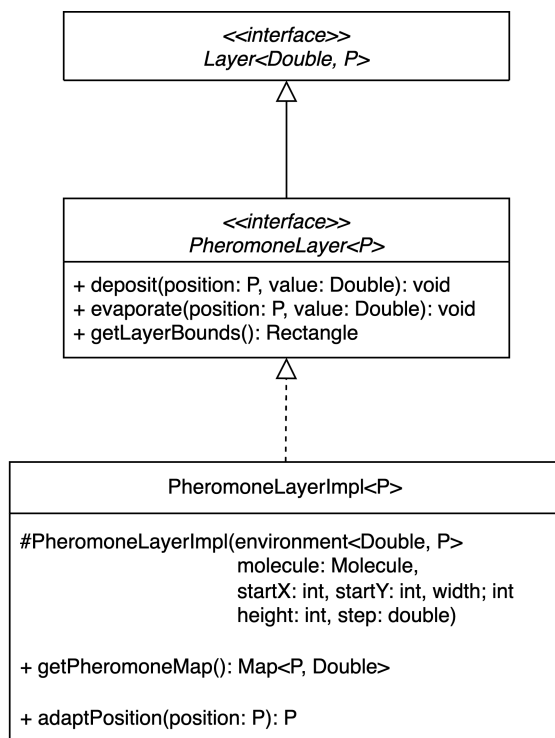 <<interface>>
Layer<Double, P>
<<interface>>
PheromoneLayer<P>
+ deposit(position: P, value: Double): void
+ evaporate(position: P, value: Double): void
+ getLayerBounds(): Rectangle
PheromoneLayerImpl<P>
#PheromoneLayerImpl(environment<Double, P>
molecule: Molecule,
startX: int, startY: int, width; int
height: int, step: double)
+ getPheromoneMap(): Map<P, Double>
+ adaptPosition(position: P): P